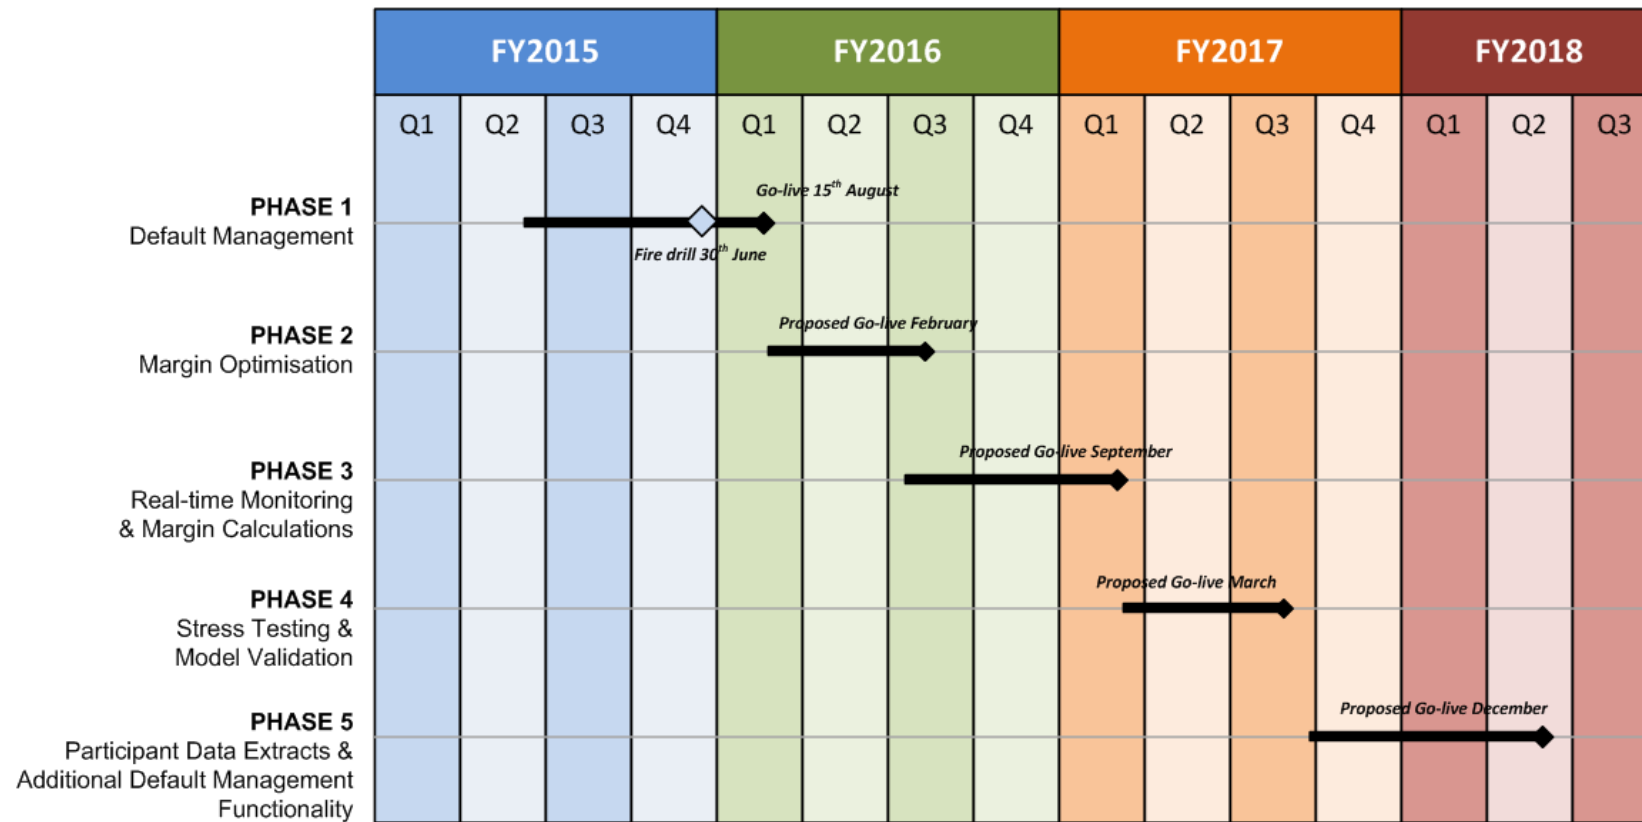 FY2015 FY2016 FY2017 FY2018
Q1 Q2 Q3 Q4 Q1 Q2 Q3 Q4 Q1 Q2 Q3 Q4 Q1 Q2 Q3
Go-live 15th August
PHASE 1
Default Management
Fire drill 30th June
Proposed Go-live February
PHASE 2
Margin Optimisation
Proposed Go-live September
PHASE 3
Real-time Monitoring
& Margin Calculations
Proposed Go-live March
PHASE 4
Stress Testing &
Model Validation
Proposed Go-live December
PHASE 5
Participant Data Extracts &
Additional Default Management
Functionality